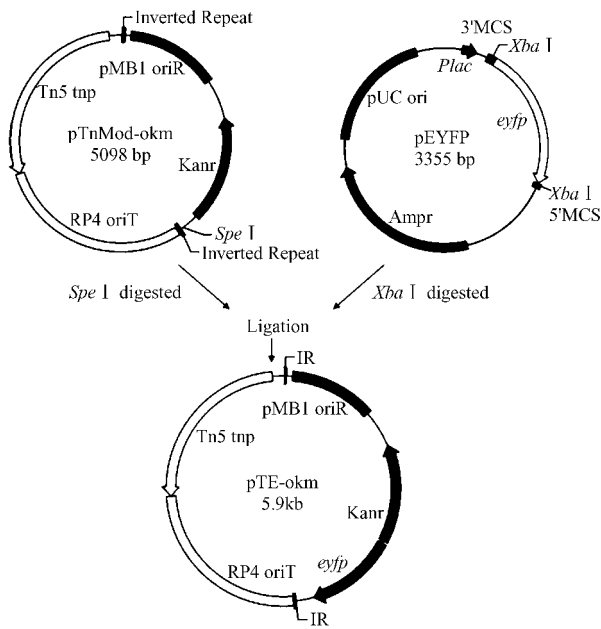 Inverted Repeat
pMB1 oriR
Tn5 tnp
pTnMod-okm
5098 bp
Kanr
RP4 oriT
Spe I
Inverted Repeat
3'MCS
Xba I
Plac
pUC ori
eyfp
pEYFP
3355 bp
Ampr
Xba I
5'MCS
Spe I digested
Xba I digested
Ligation
IR
pMB1 oriR
Tn5 tnp
pTE-okm
5.9kb
Kanr
eyfp
RP4 oriT
IR